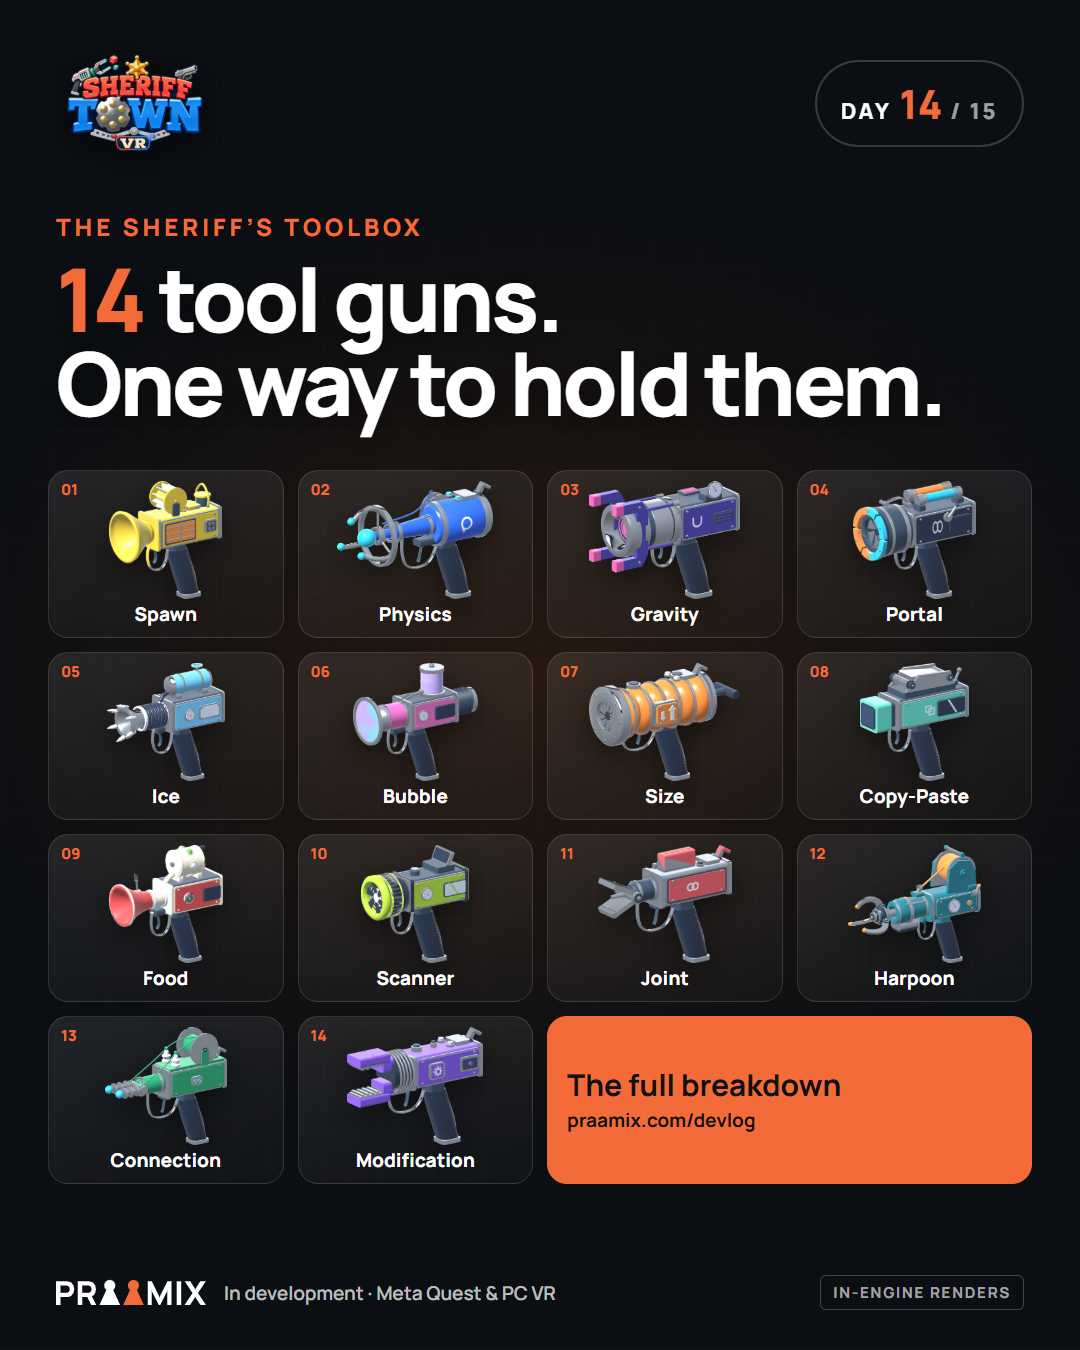 SHERIFF
TOWN
VR
DAY 14 / 15
THE SHERIFF'S TOOLBOX
14 tool guns.
One way to hold them.
01
Spawn
02
Physics
03
Gravity
04
Portal
05
Ice
06
Bubble
07
Size
08
Copy-Paste
09
Food
10
Scanner
11
Joint
12
Harpoon
13
Connection
14
Modification
The full breakdown
praamix.com/devlog
PRAAMIX
In development · Meta Quest & PC VR
IN-ENGINE RENDERS